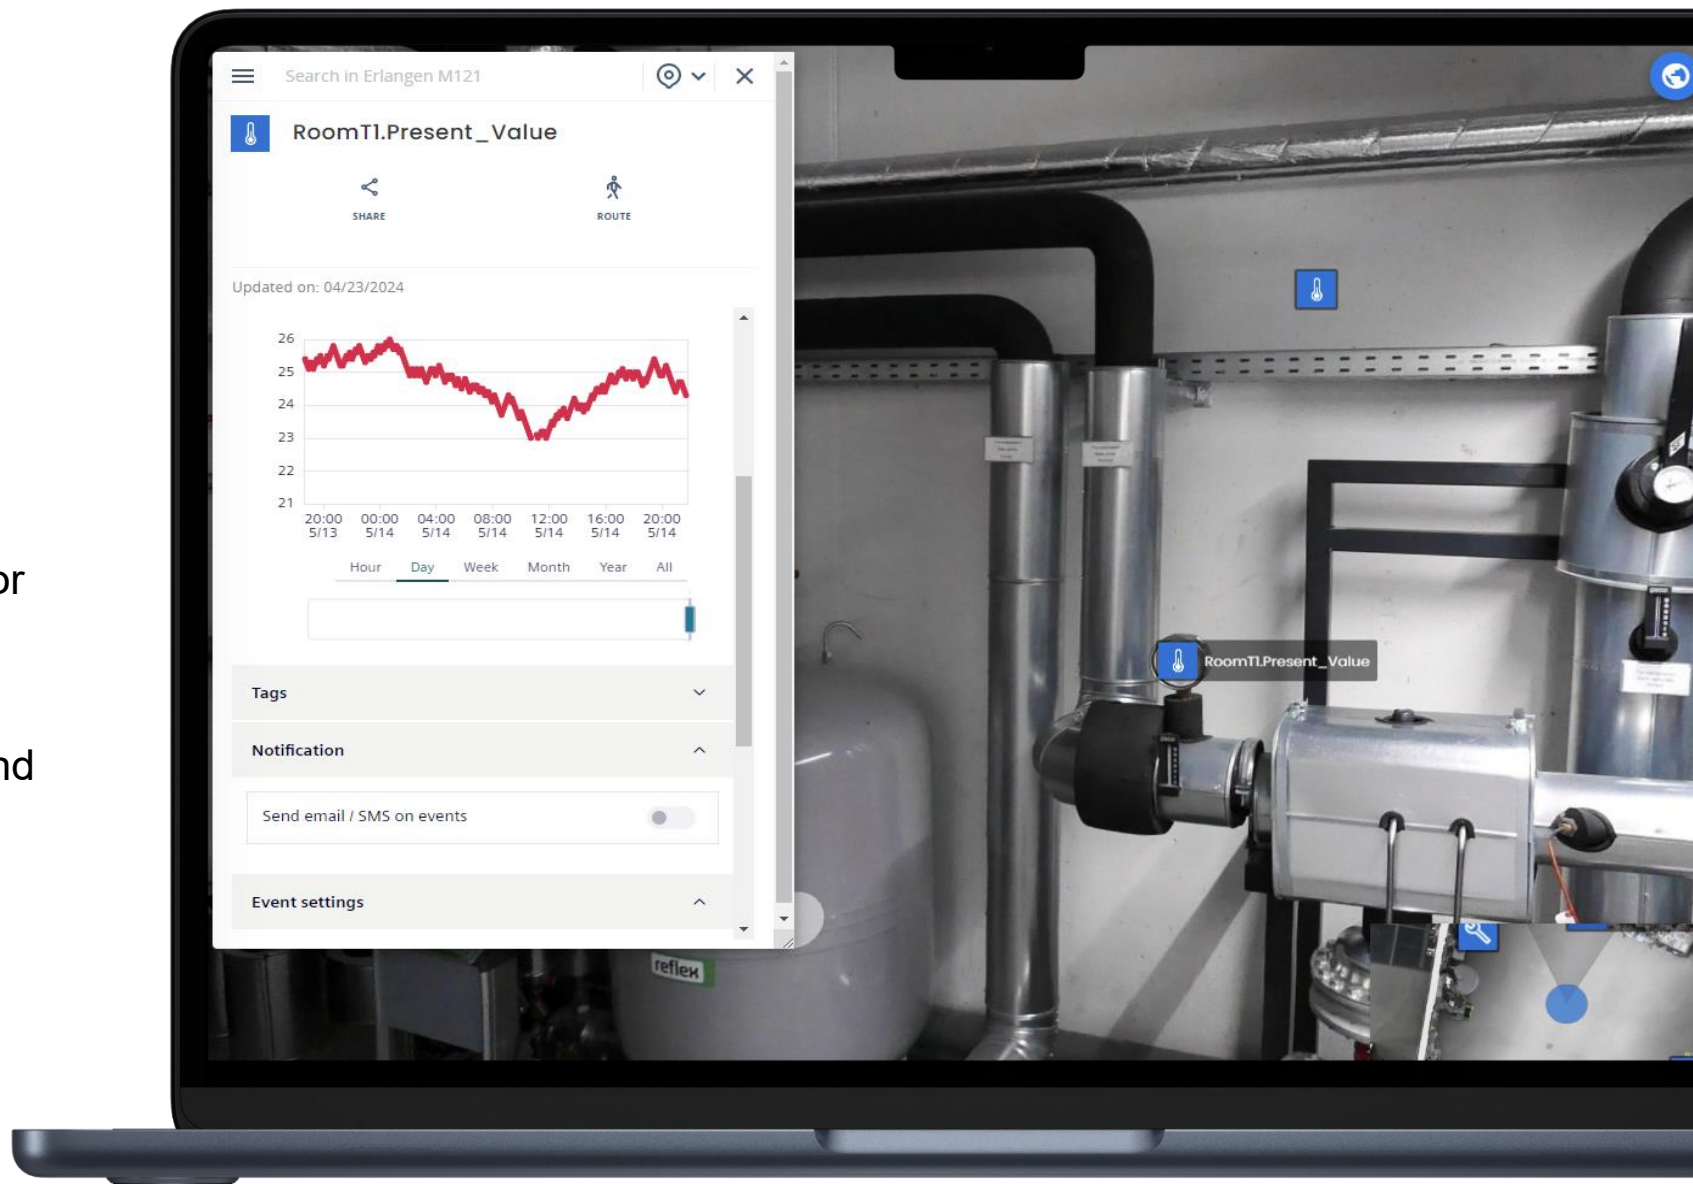 or
nd
Search in Erlangen M121
RoomT1.Present_Value
SHARE
ROUTE
Updated on: 04/23/2024
26
25
24
23
22
21
20:00 00:00 04:00 08:00 12:00 16:00 20:00
5/13 5/14 5/14 5/14 5/14 5/14 5/14
Hour Day Week Month Year All
Tags
Notification
Send email / SMS on events
Event settings
RoomT1.Present_Value
reflex